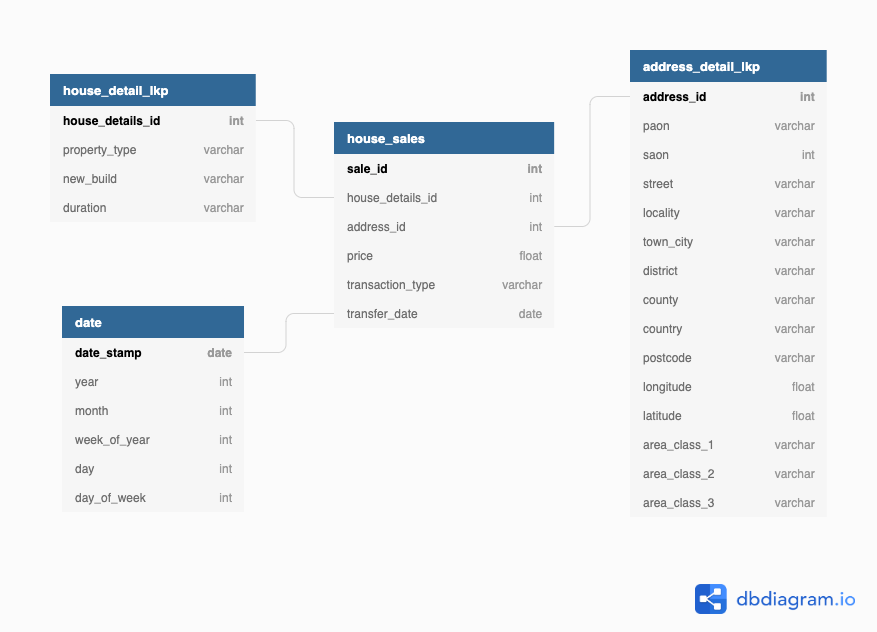 house_detail_lkp
house_details_id int
property_type varchar
new_build varchar
duration varchar
date
date_stamp date
year int
month int
week_of_year int
day int
day_of_week int
house_sales
sale_id int
house_details_id int
address_id int
price float
transaction_type varchar
transfer_date date
address_detail_lkp
address_id int
paon varchar
saon int
street varchar
locality varchar
town_city varchar
district varchar
county varchar
country varchar
postcode varchar
longitude float
latitude float
area_class_1 varchar
area_class_2 varchar
area_class_3 varchar
dbdiagram.io